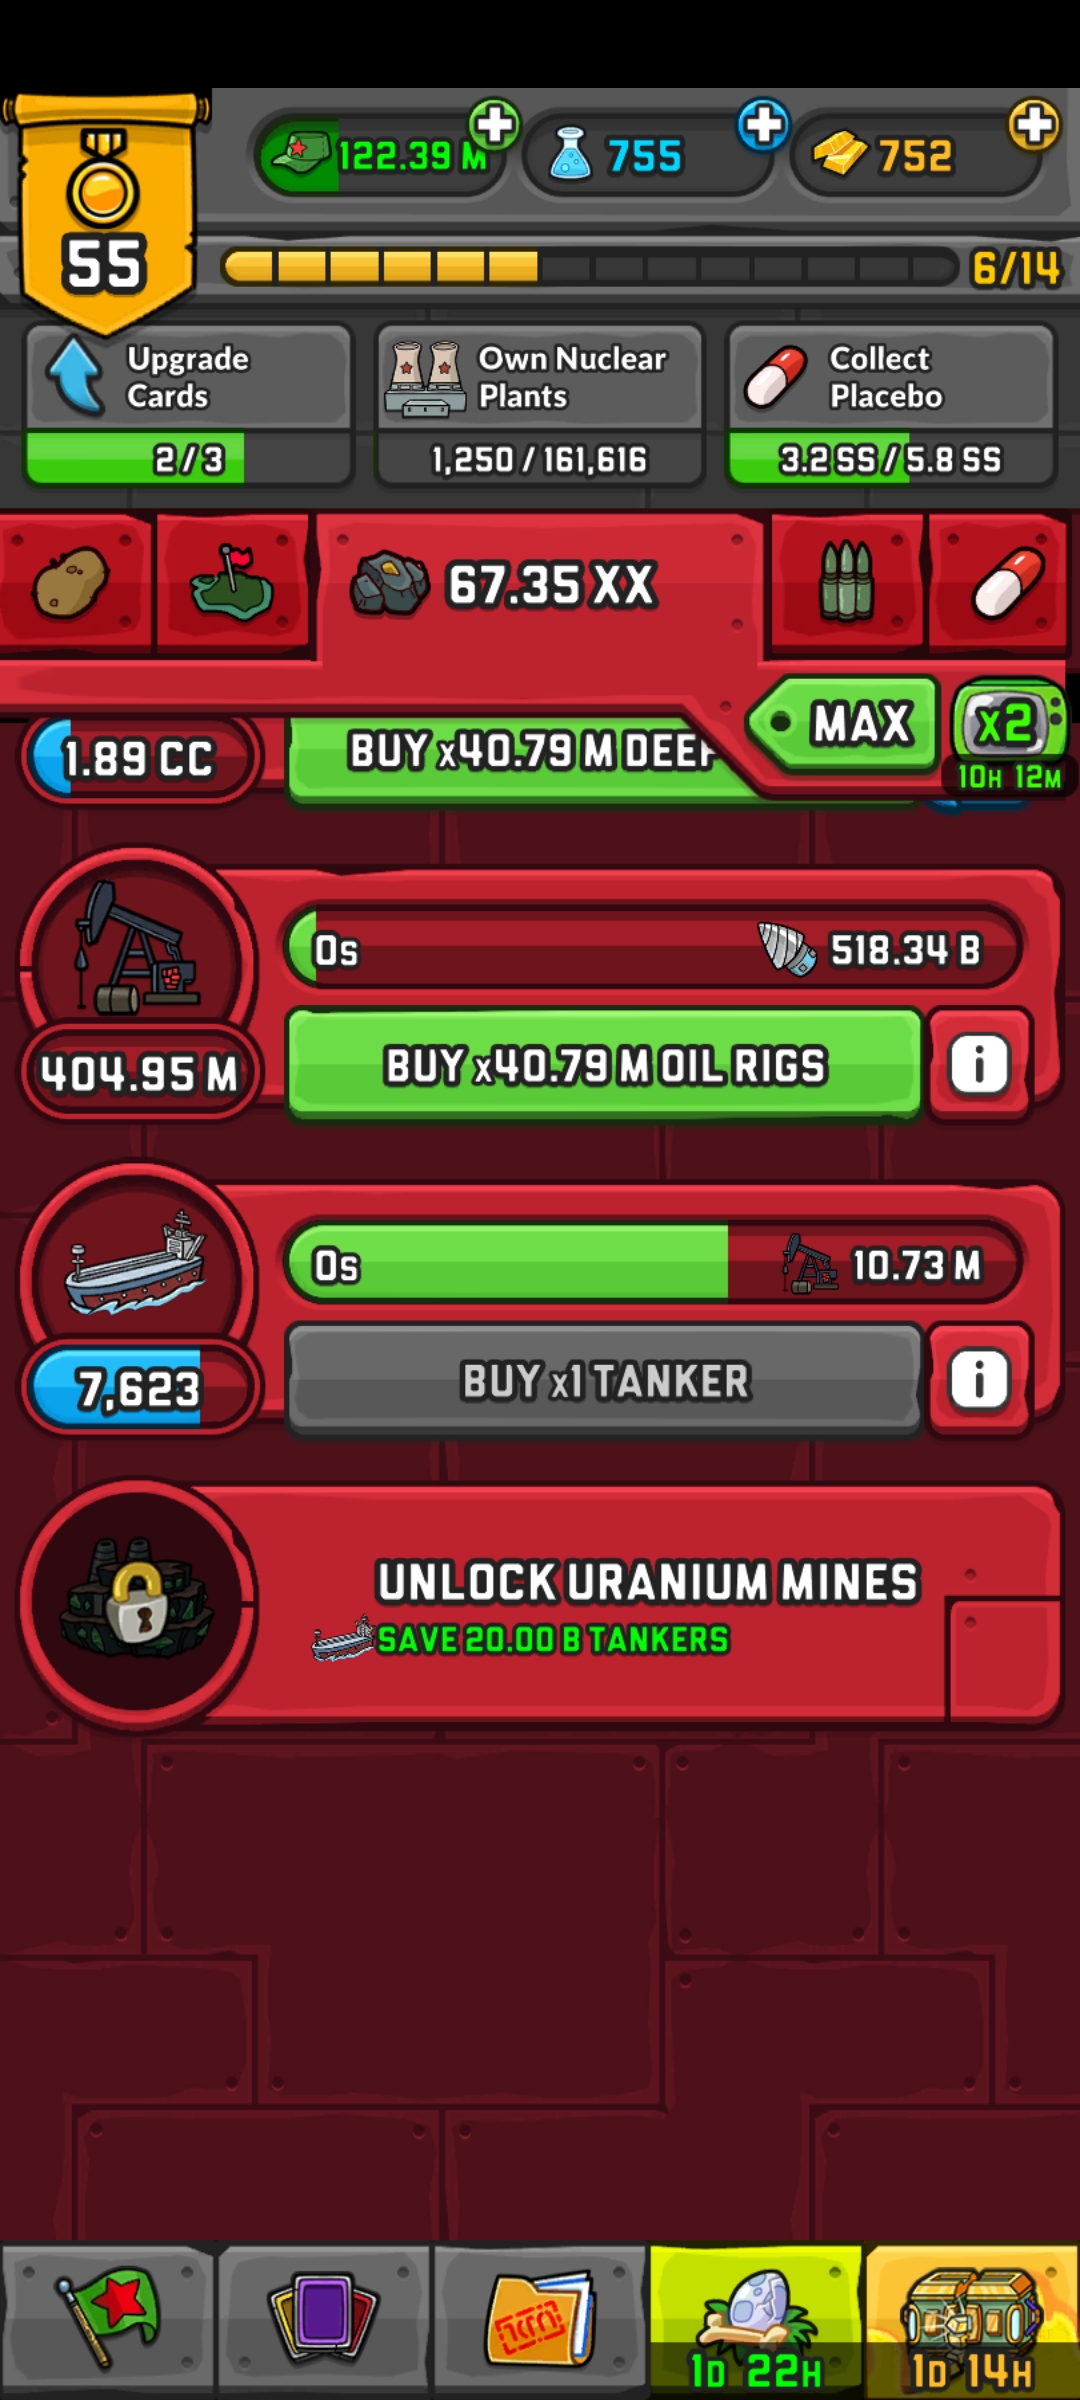 55
122.39 M
755
752
6/14
Upgrade
Cards
2/3
Own Nuclear
Plants
1,250 / 161,616
Collect
Placebo
3.2 SS / 5.8 SS
67.35 XX
MAX
x2
10H 12M
1.89 CC
BUY x40.79 M DEEP
0s
518.34 B
404.95 M
BUY x40.79 M OIL RIGS
i
0s
10.73 M
7,623
BUY x1 TANKER
i
UNLOCK URANIUM MINES
SAVE 20.00 B TANKERS
1D 22H
1D 14H